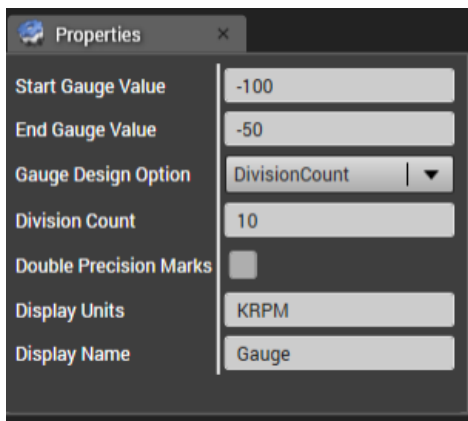 Properties ×
Start Gauge Value -100
End Gauge Value -50
Gauge Design Option DivisionCount
Division Count 10
Double Precision Marks
Display Units KRPM
Display Name Gauge